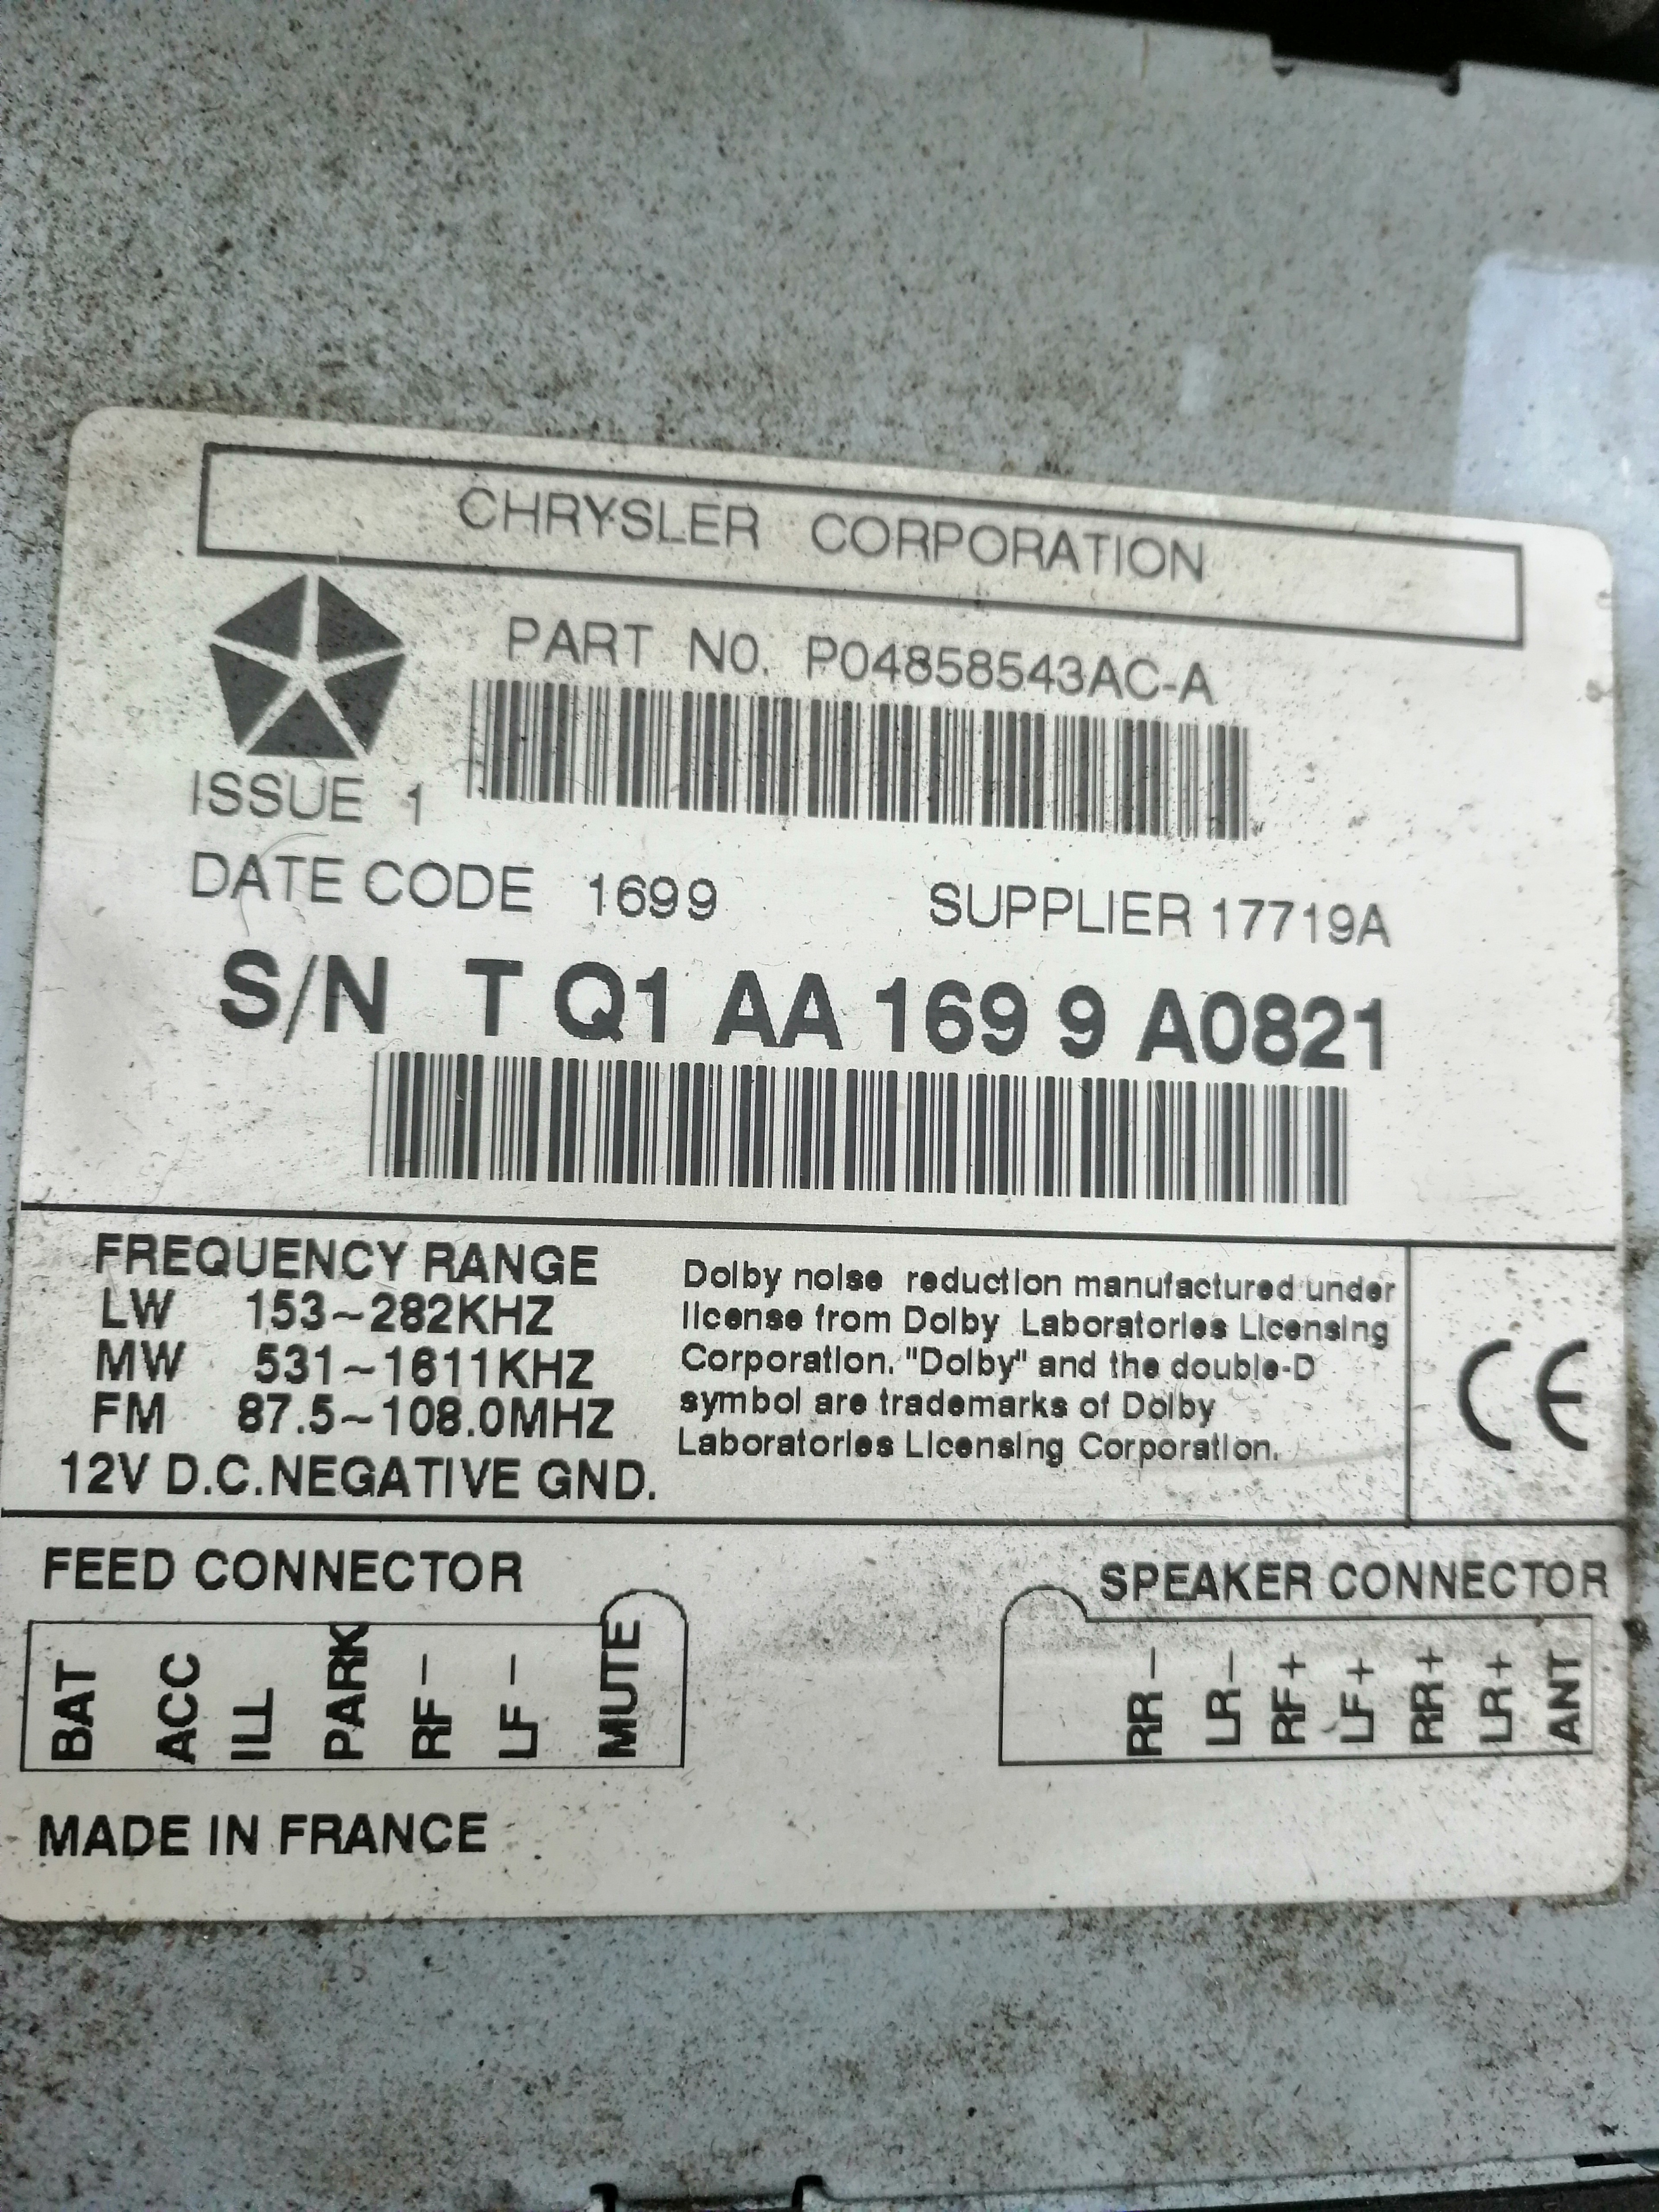 CHRYSLER CORPORATION
PART NO. P04858543AC-A
ISSUE 1
DATE CODE 1699 SUPPLIER 17719A
S/N T Q1 AA 169 9 A0821
FREQUENCY RANGE
LW 153~282KHZ
MW 531~1611KHZ
FM 87.5~108.0MHZ
12V D.C.NEGATIVE GND.
Dolby noise reduction manufactured under
license from Dolby Laboratories Licensing
Corporation. "Dolby" and the double-D
symbol are trademarks of Dolby
Laboratories Licensing Corporation.
CE
FEED CONNECTOR
BAT ACC ILL PARK RF- LF- MUTE
SPEAKER CONNECTOR
RR- LR- RF+ LF+ RR+ LR+ ANT
MADE IN FRANCE